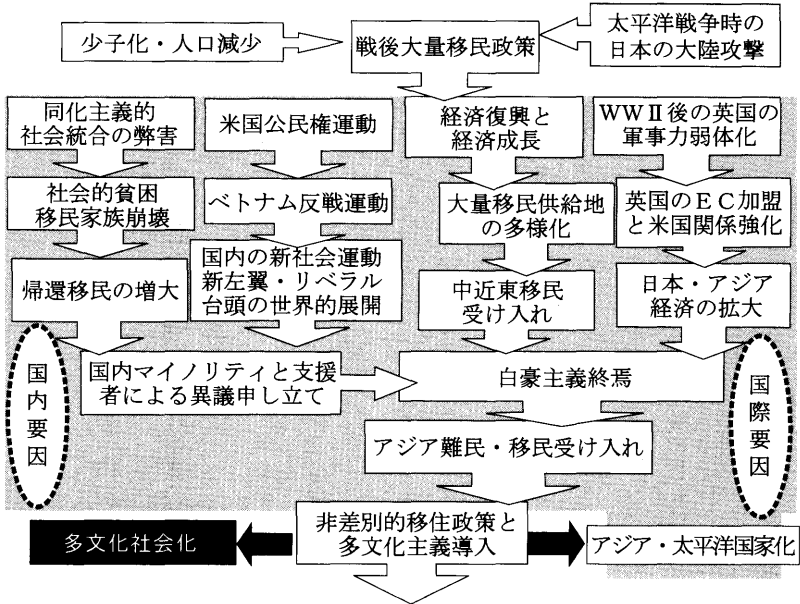 少子化・人口減少
戦後大量移民政策
太平洋戦争時の
日本の大陸攻撃
同化主義的
社会統合の弊害
米国公民権運動
経済復興と
経済成長
WWⅡ後の英国の
軍事力弱体化
社会的貧困
移民家族崩壊
ベトナム反戦運動
大量移民供給地
の多様化
英国のEC加盟
と米国関係強化
帰還移民の増大
国内の新社会運動
新左翼・リベラル
台頭の世界的展開
中近東移民
受け入れ
日本・アジア
経済の拡大
国内要因
国内マイノリティと支援
者による異議申し立て
白豪主義終焉
国際要因
アジア難民・移民受け入れ
多文化社会化
非差別的移住政策と
多文化主義導入
アジア・太平洋国家化